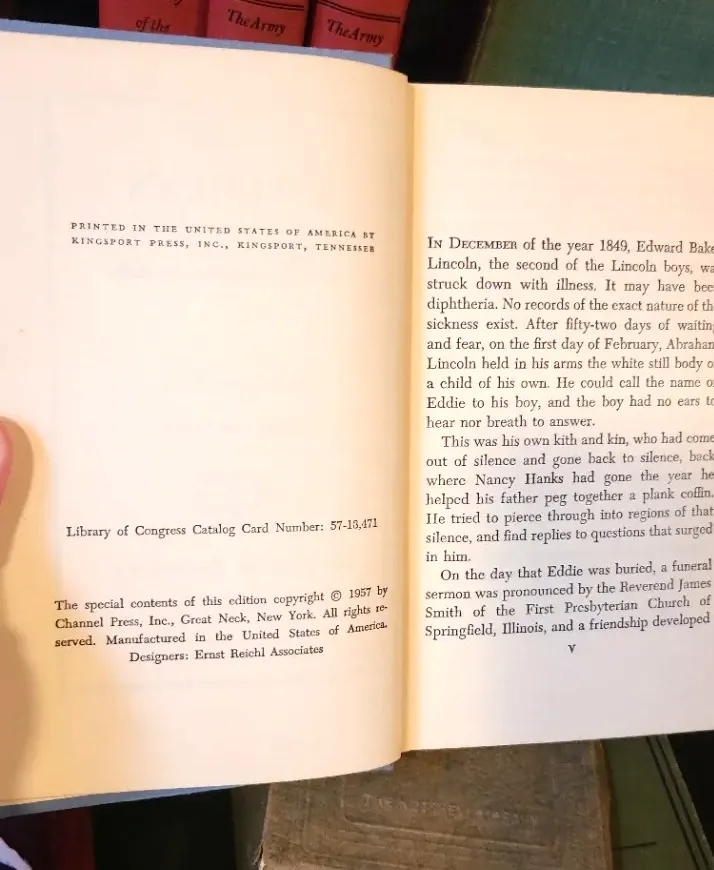 of the
The Army
The Army
PRINTED IN THE UNITED STATES OF AMERICA BY
KINGSPORT PRESS, INC., KINGSPORT, TENNESSEE
Library of Congress Catalog Card Number: 57-13,471
The special contents of this edition copyright © 1957 by
Channel Press, Inc., Great Neck, New York. All rights re-
served. Manufactured in the United States of America.
Designers: Ernst Reichl Associates
IN DECEMBER of the year 1849, Edward Bake
Lincoln, the second of the Lincoln boys, wa
struck down with illness. It may have bee
diphtheria. No records of the exact nature of th
sickness exist. After fifty-two days of waiting
and fear, on the first day of February, Abraham
Lincoln held in his arms the white still body o
a child of his own. He could call the name o
Eddie to his boy, and the boy had no ears to
hear nor breath to answer.
This was his own kith and kin, who had come
out of silence and gone back to silence, back
where Nancy Hanks had gone the year he
helped his father peg together a plank coffin.
He tried to pierce through into regions of that
silence, and find replies to questions that surged
in him.
On the day that Eddie was buried, a funeral
sermon was pronounced by the Reverend James
Smith of the First Presbyterian Church of
Springfield, Illinois, and a friendship developed
V